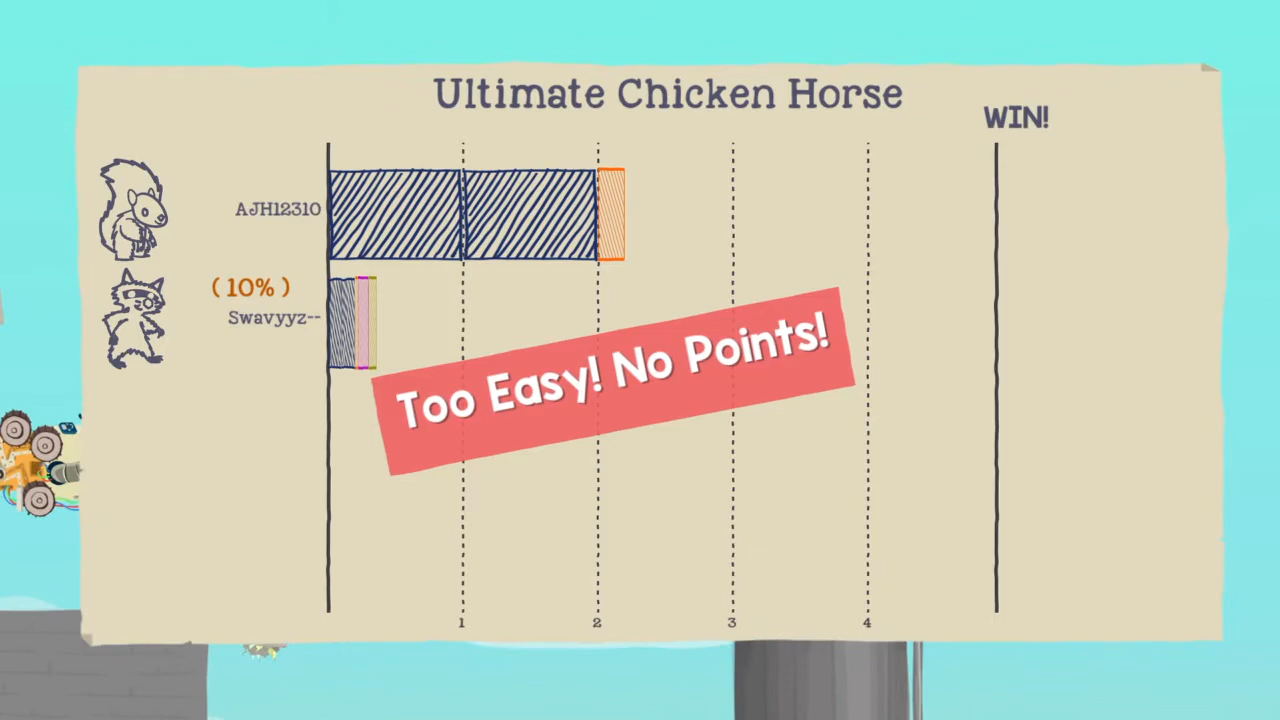 Ultimate Chicken Horse
WIN!
AJH12310
( 10% )
Swavyyz--
Too Easy! No Points!
1 2 3 4